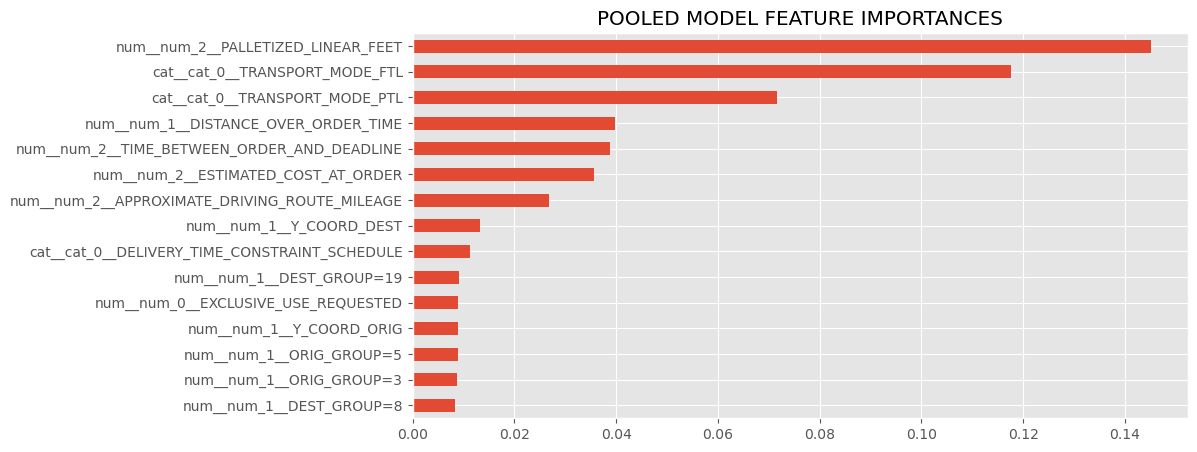 POOLED MODEL FEATURE IMPORTANCES
num__num_2__PALLETIZED_LINEAR_FEET
cat__cat_0__TRANSPORT_MODE_FTL
cat__cat_0__TRANSPORT_MODE_PTL
num__num_1__DISTANCE_OVER_ORDER_TIME
num__num_2__TIME_BETWEEN_ORDER_AND_DEADLINE
num__num_2__ESTIMATED_COST_AT_ORDER
num__num_2__APPROXIMATE_DRIVING_ROUTE_MILEAGE
num__num_1__Y_COORD_DEST
cat__cat_0__DELIVERY_TIME_CONSTRAINT_SCHEDULE
num__num_1__DEST_GROUP=19
num__num_0__EXCLUSIVE_USE_REQUESTED
num__num_1__Y_COORD_ORIG
num__num_1__ORIG_GROUP=5
num__num_1__ORIG_GROUP=3
num__num_1__DEST_GROUP=8
0.00 0.02 0.04 0.06 0.08 0.10 0.12 0.14